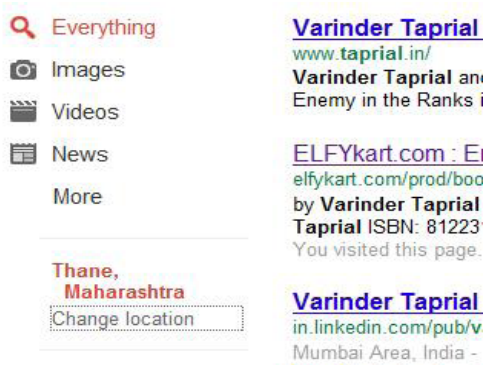 Everything
Images
Videos
News
More
Thane,
Maharashtra
Change location
Varinder Taprial
www.taprial.in/
Varinder Taprial and
Enemy in the Ranks
ELFYkart.com :
elfykart.com/prod/boo
by Varinder Taprial
Taprial ISBN: 81223
You visited this page.
Varinder Taprial
in.linkedin.com/pub/v
Mumbai Area, India -